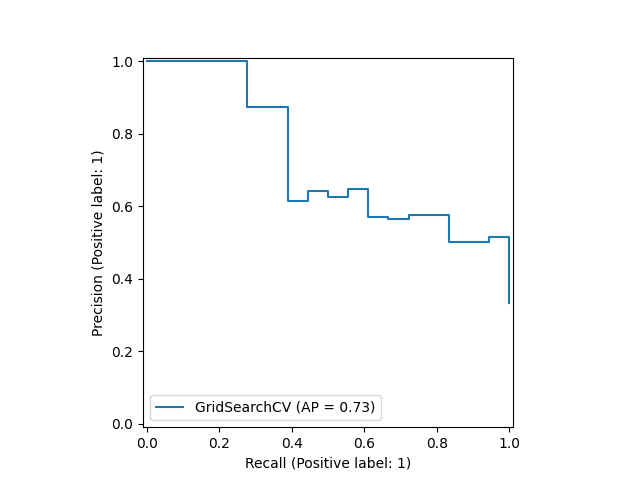 1.0
0.8
0.6
0.4
0.2
0.0
Precision (Positive label: 1)
GridSearchCV (AP = 0.73)
0.0 0.2 0.4 0.6 0.8 1.0
Recall (Positive label: 1)